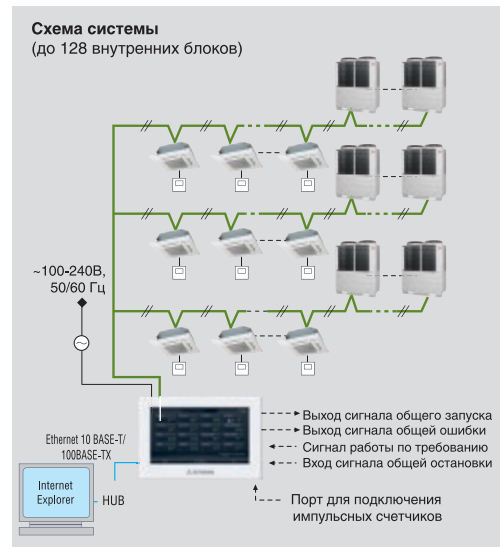 Схема системы
(до 128 внутренних блоков)
~100-240В,
50/60 Гц
Выход сигнала общего запуска
Выход сигнала общей ошибки
Сигнал работы по требованию
Вход сигнала общей остановки
Ethernet 10 BASE-T/
100BASE-TX
Internet
Explorer
HUB
Порт для подключения
импульсных счетчиков